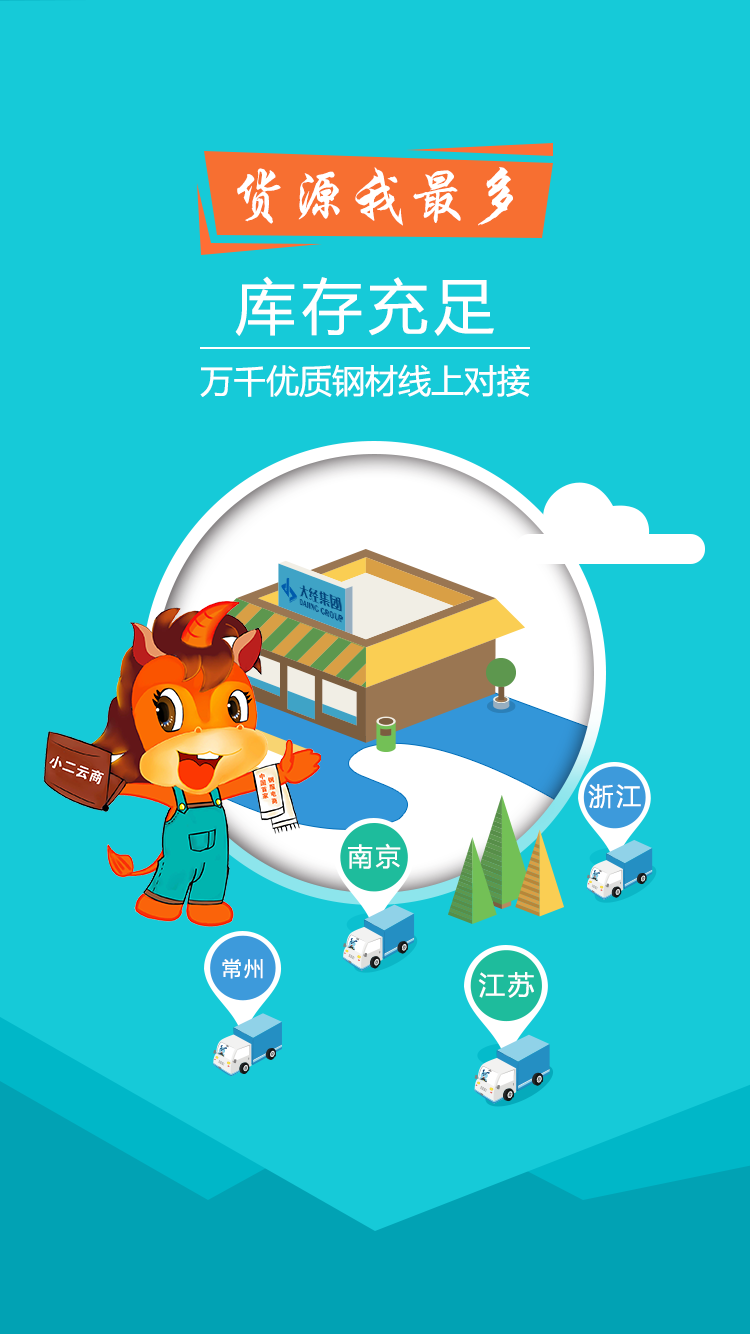 货源我最多
库存充足
万千优质钢材线上对接
大经集团
DAJING GROUP
小二云商
浙江
南京
常州
江苏